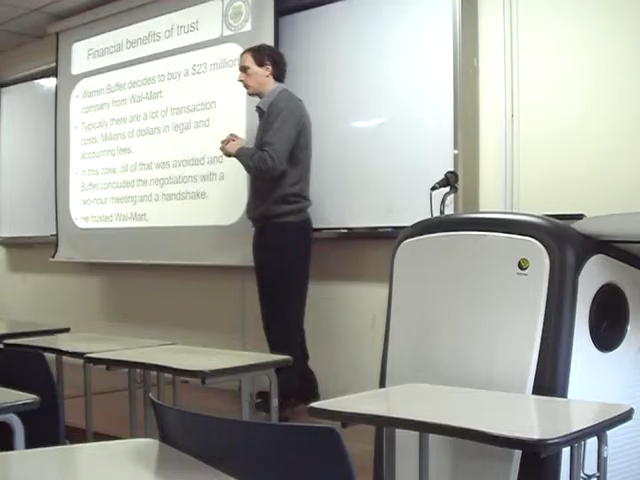 Financial benefits of trust
Warren Buffet decides to buy a $23 million
company from Wal-Mart.
Typically there are a lot of transaction
costs. Millions of dollars in legal and
accounting fees.
In this case, all of that was avoided and
Buffet concluded the negotiations with a
two-hour meeting and a handshake.
He trusted Wal-Mart.